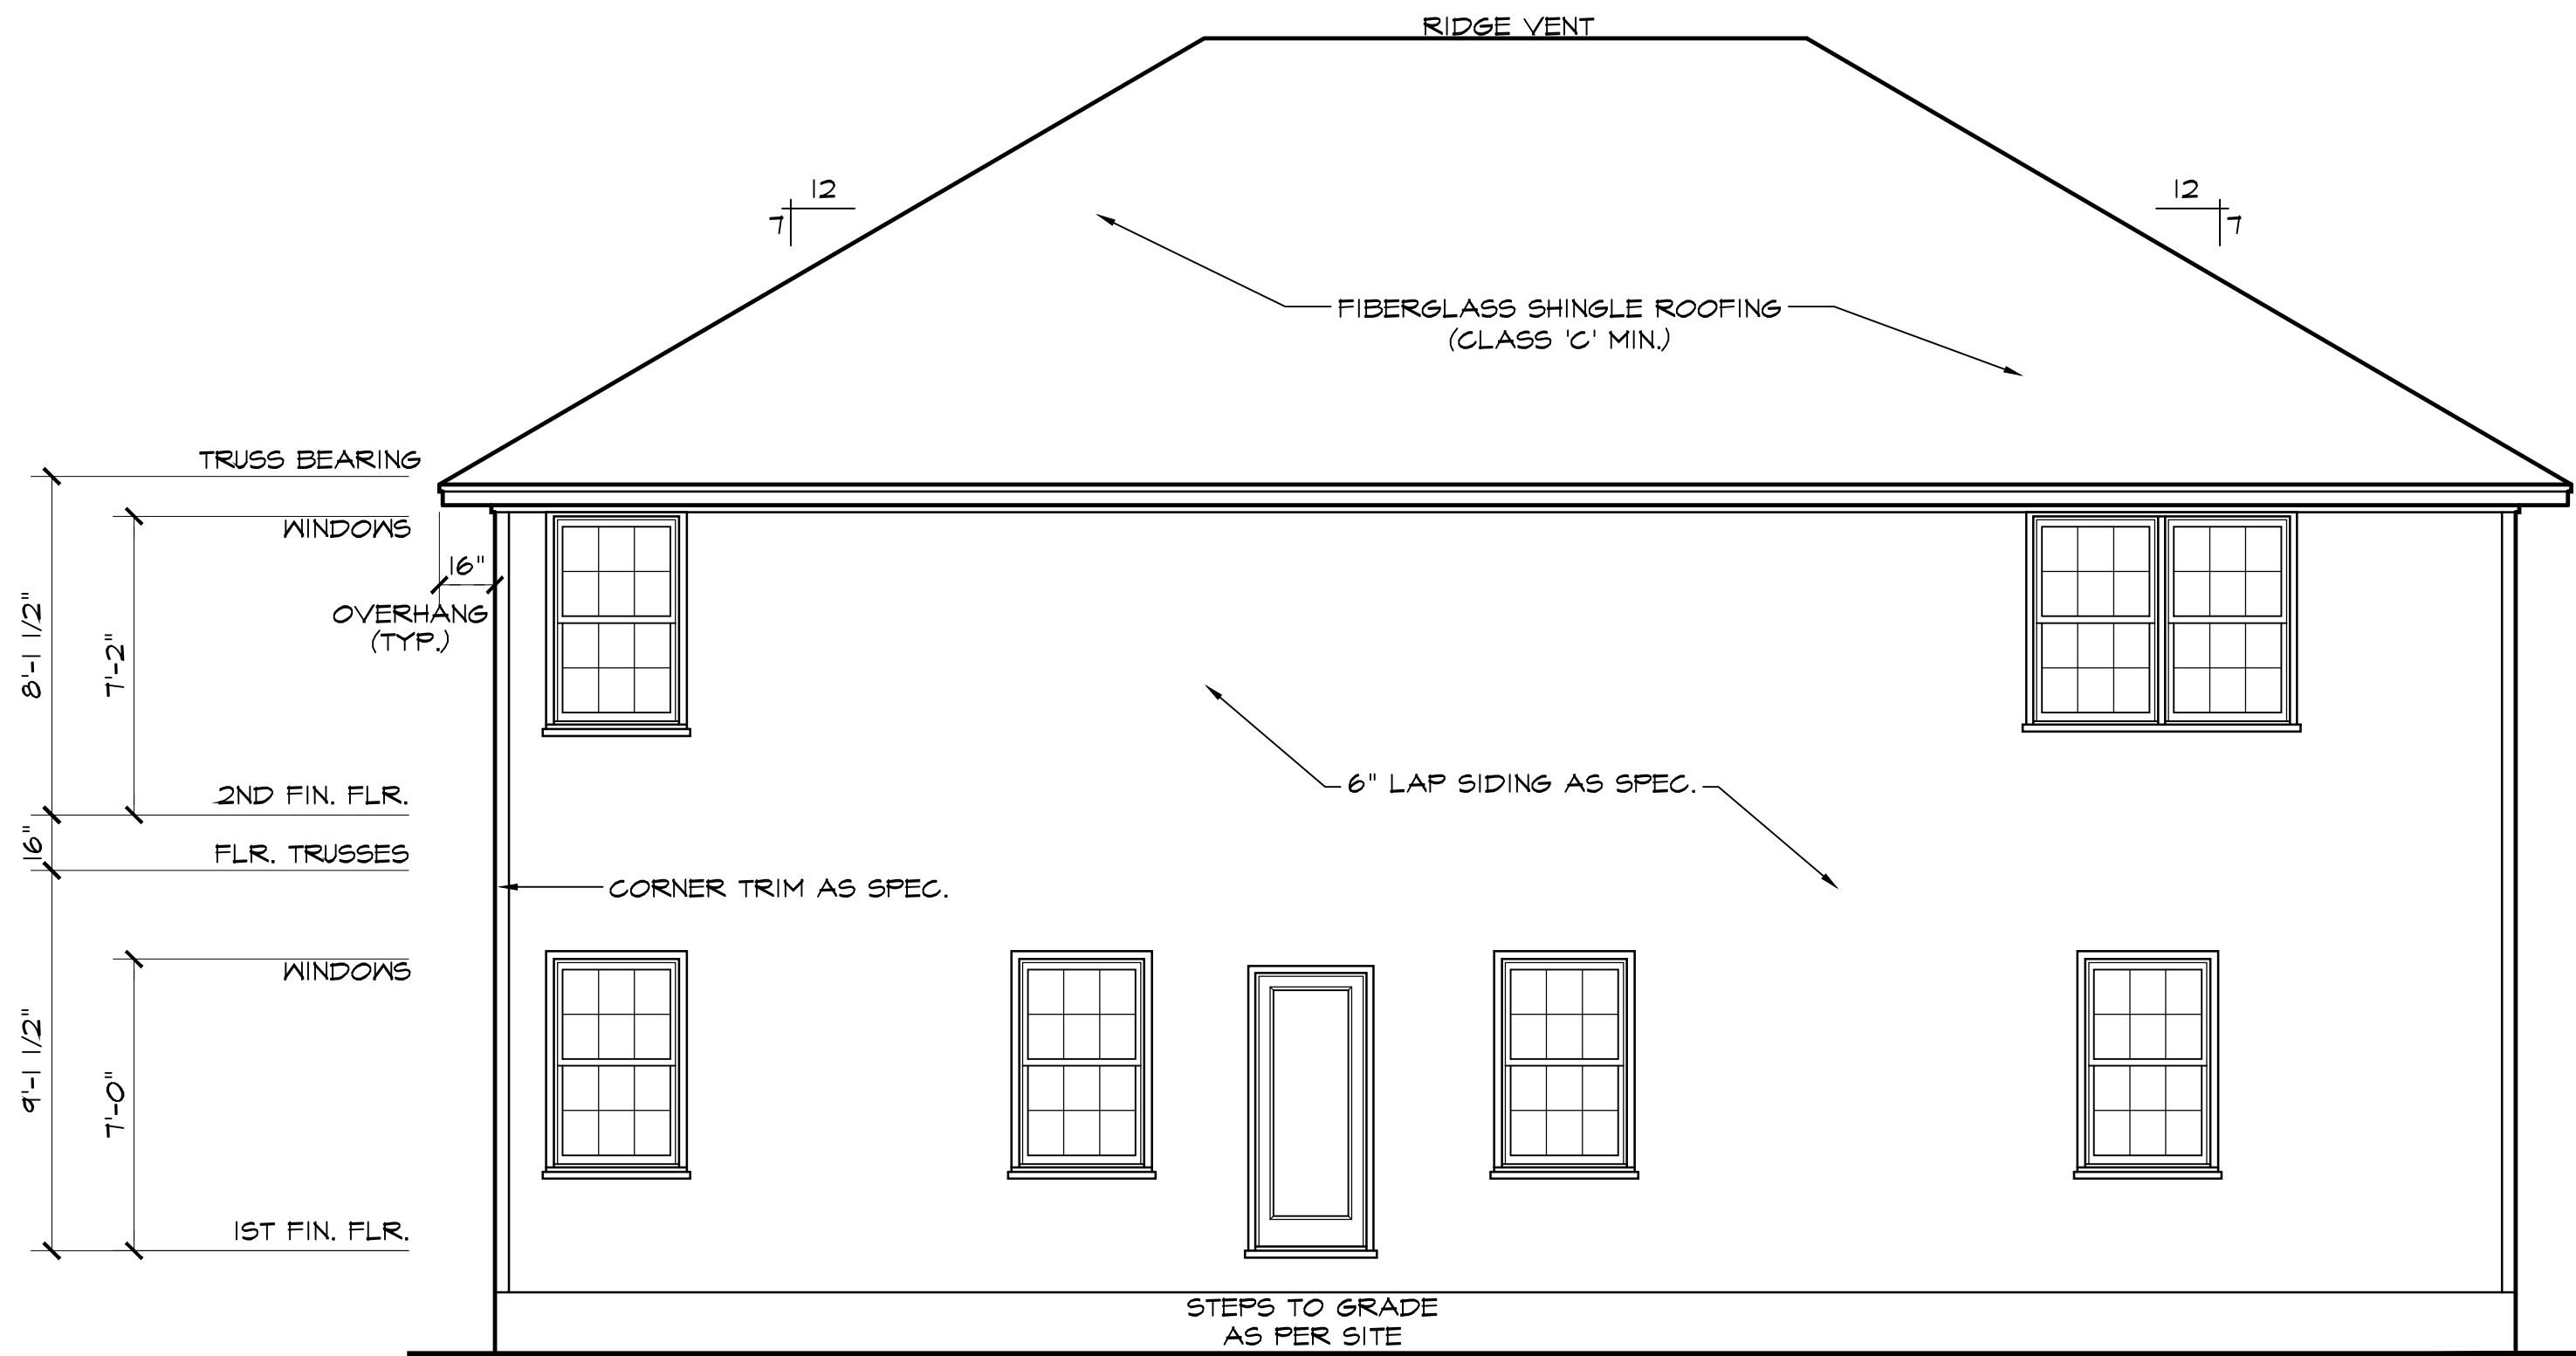 RIDGE VENT
12
7
12
7
FIBERGLASS SHINGLE ROOFING
(CLASS 'C' MIN.)
TRUSS BEARING
WINDOWS
16"
OVERHANG
(TYP.)
8'-1 1/2"
7'-2"
6" LAP SIDING AS SPEC.
2ND FIN. FLR.
16"
FLR. TRUSSES
CORNER TRIM AS SPEC.
WINDOWS
9'-1 1/2"
7'-0"
1ST FIN. FLR.
STEPS TO GRADE
AS PER SITE